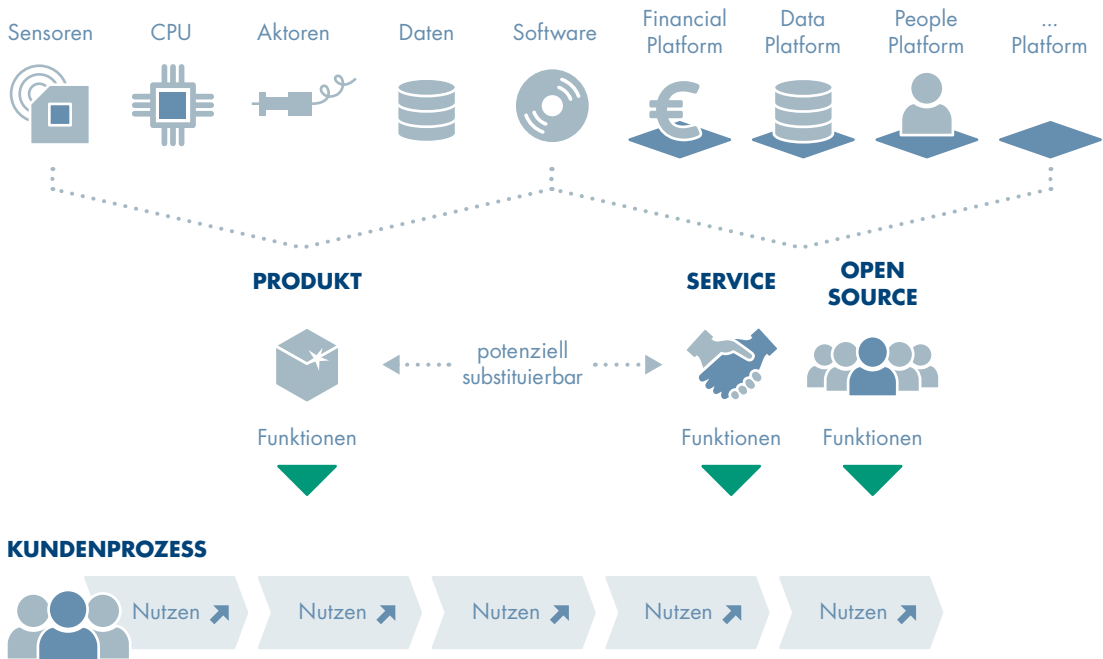 Sensoren
CPU
Aktoren
Daten
Software
Financial
Platform
Data
Platform
People
Platform
...
Platform
PRODUKT
SERVICE
OPEN
SOURCE
potenziell
substituierbar
Funktionen
Funktionen
Funktionen
KUNDENPROZESS
Nutzen
Nutzen
Nutzen
Nutzen
Nutzen